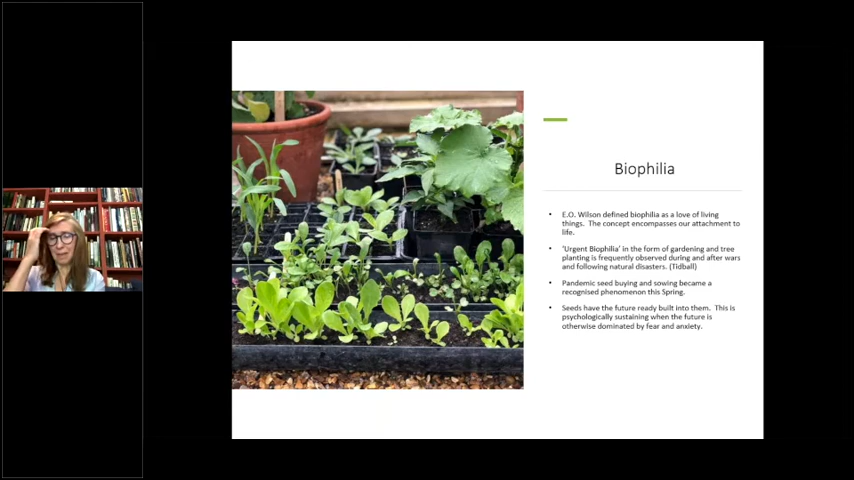 Biophilia
• E.O. Wilson defined biophilia as a love of living
things. The concept encompasses our attachment to
life.
• 'Urgent Biophilia' in the form of gardening and tree
planting is frequently observed during and after wars
and following natural disasters. (Tidball)
• Pandemic seed buying and sowing became a
recognised phenomenon this Spring.
• Seeds have the future ready built into them. This is
psychologically sustaining when the future is
otherwise dominated by fear and anxiety.